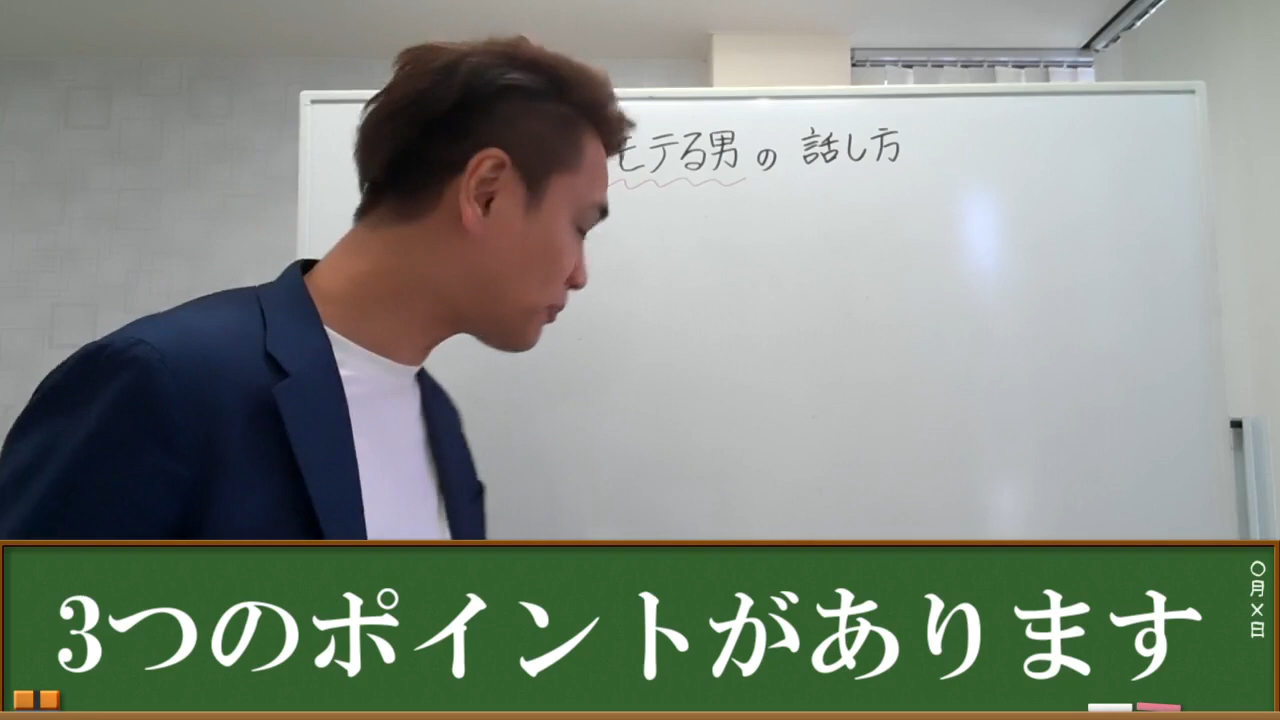 モテる男の話し方
3つのポイントがあります
〇月×日